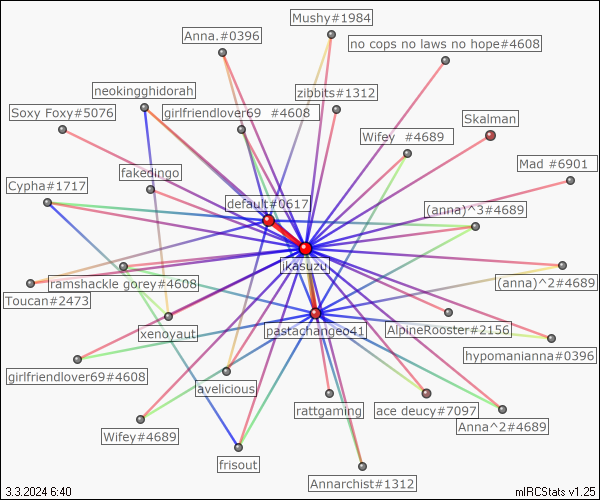 Mushy#1984
Anna.#0396
no cops no laws no hope#4608
neokingghidorah
zibbits#1312
Soxy Foxy#5076
girlfriendlover69 #4608
Skalman
Wifey #4689
fakedingo
Mad #6901
Cypha#1717
default#0617
(anna)^3#4689
jkasuzu
ramshackle gorey#4608
(anna)^2#4689
Toucan#2473
xenoyaut
pastachangeo41
AlpineRooster#2156
hypomanianna#0396
girlfriendlover69#4608
avelicious
rattgaming
ace deucy#7097
Anna^2#4689
Wifey#4689
frisout
Annarchist#1312
3.3.2024 6:40
mIRCStats v1.25